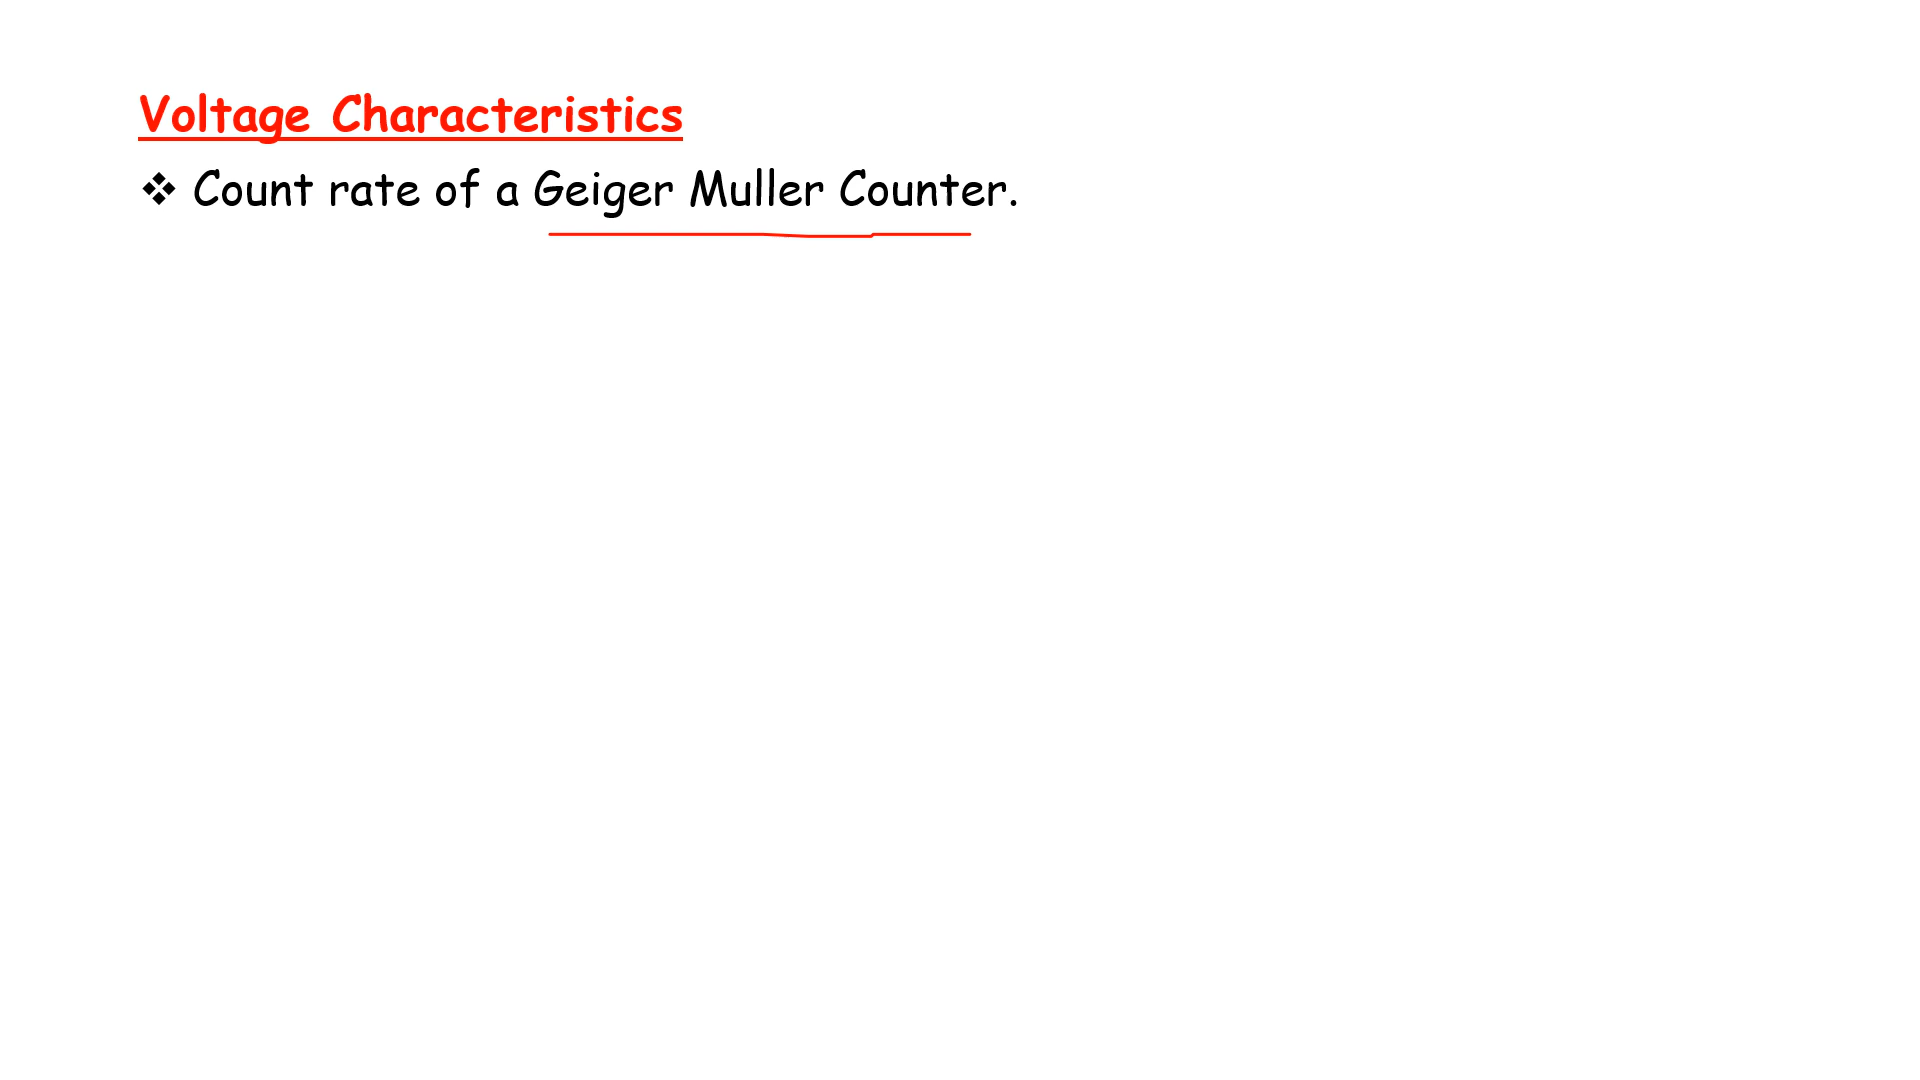 Voltage Characteristics
❖ Count rate of a Geiger Muller Counter.